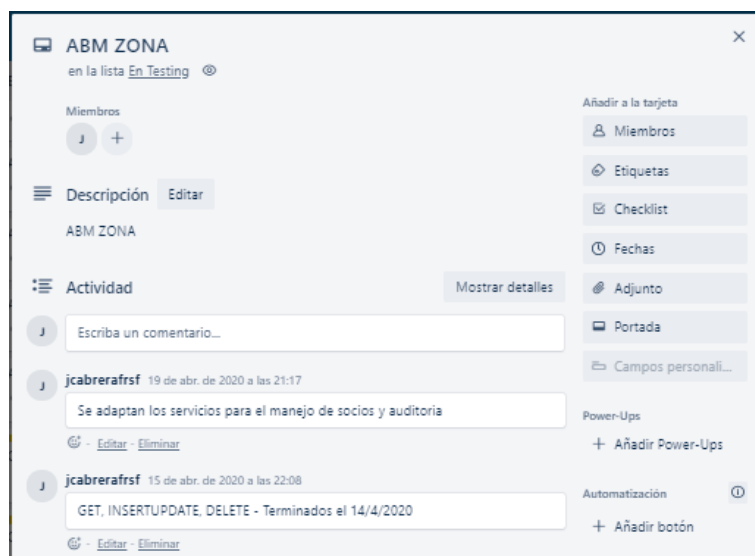 ABM ZONA
en la lista En Testing
Miembros
J
Descripción Editar
ABM ZONA
Actividad Mostrar detalles
J Escriba un comentario...
J jcabrerafrsf 19 de abr. de 2020 a las 21:17
Se adaptan los servicios para el manejo de socios y auditoria
- Editar - Eliminar
J jcabrerafrsf 15 de abr. de 2020 a las 22:08
GET, INSERTUPDATE, DELETE - Terminados el 14/4/2020
- Editar - Eliminar
Añadir a la tarjeta
Miembros
Etiquetas
Checklist
Fechas
Adjunto
Portada
Campos personali...
Power-Ups
+ Añadir Power-Ups
Automatización
+ Añadir botón